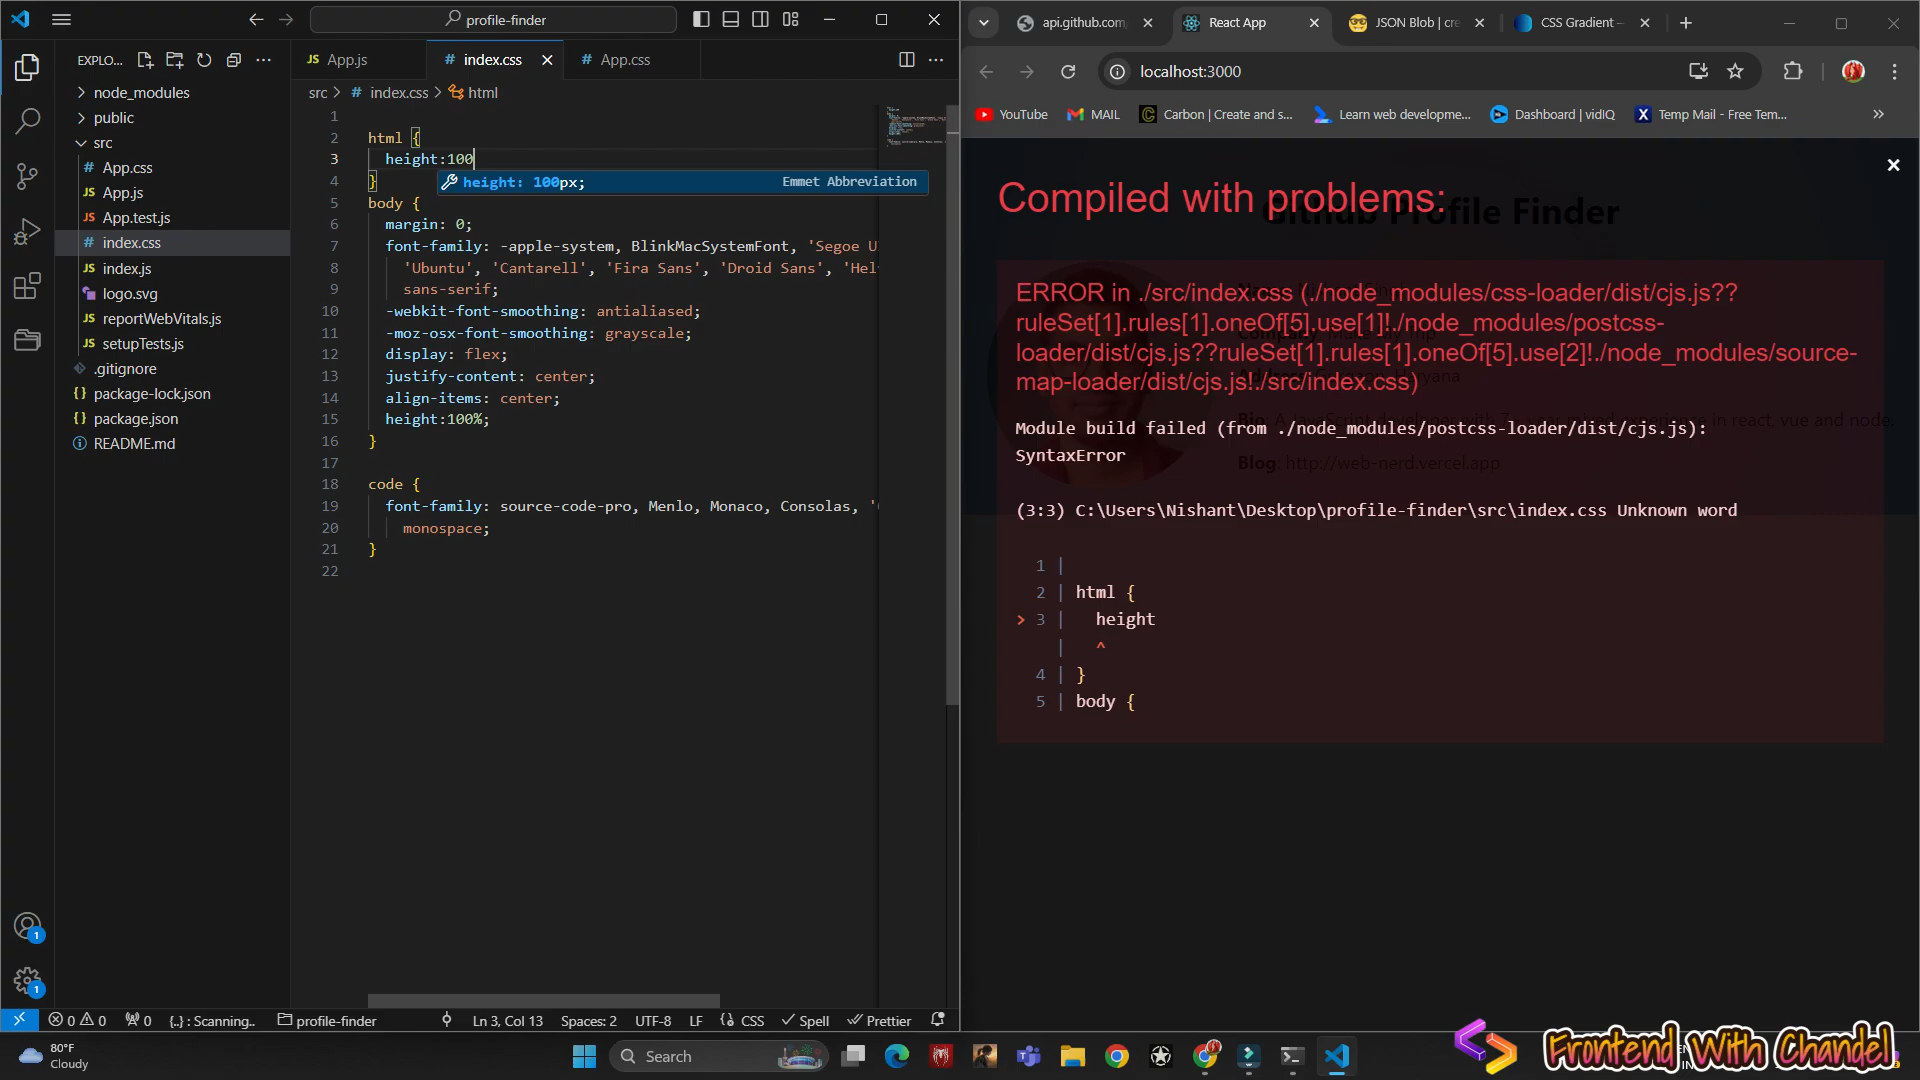 profile-finder
EXPLO...
node_modules
public
src
# App.css
JS App.js
JS App.test.js
# index.css
JS index.js
logo.svg
JS reportWebVitals.js
JS setupTests.js
.gitignore
{} package-lock.json
{} package.json
README.md
JS App.js
# index.css
# App.css
src > # index.css > html
1
2 html {
3 height:100
height: 100px; Emmet Abbreviation
4 }
5 body {
6 margin: 0;
7 font-family: -apple-system, BlinkMacSystemFont, 'Segoe U
8 'Ubuntu', 'Cantarell', 'Fira Sans', 'Droid Sans', 'Hel
9 sans-serif;
10 -webkit-font-smoothing: antialiased;
11 -moz-osx-font-smoothing: grayscale;
12 display: flex;
13 justify-content: center;
14 align-items: center;
15 height:100%;
16 }
17
18 code {
19 font-family: source-code-pro, Menlo, Monaco, Consolas, '
20 monospace;
21 }
22
1
1
0 0 0 {..} : Scanning.. profile-finder Ln 3, Col 13 Spaces: 2 UTF-8 LF {} CSS Spell Prettier
api.github.com
React App
JSON Blob | cre
CSS Gradient –
localhost:3000
YouTube MAIL Carbon | Create and s... Learn web developme... Dashboard | vidIQ Temp Mail - Free Tem...
Compiled with problems:
Github Profile Finder
ERROR in ./src/index.css (./node_modules/css-loader/dist/cjs.js??
ruleSet[1].rules[1].oneOf[5].use[1]!./node_modules/postcss-
loader/dist/cjs.js??ruleSet[1].rules[1].oneOf[5].use[2]!./node_modules/source-
map-loader/dist/cjs.js!./src/index.css)
Module build failed (from ./node_modules/postcss-loader/dist/cjs.js):
SyntaxError
Blog: http://web-nerd.vercel.app
(3:3) C:\Users\Nishant\Desktop\profile-finder\src\index.css Unknown word
1 |
2 | html {
> 3 | height
| ^
4 | }
5 | body {
80°F
Cloudy
Search
Frontend With Chandel